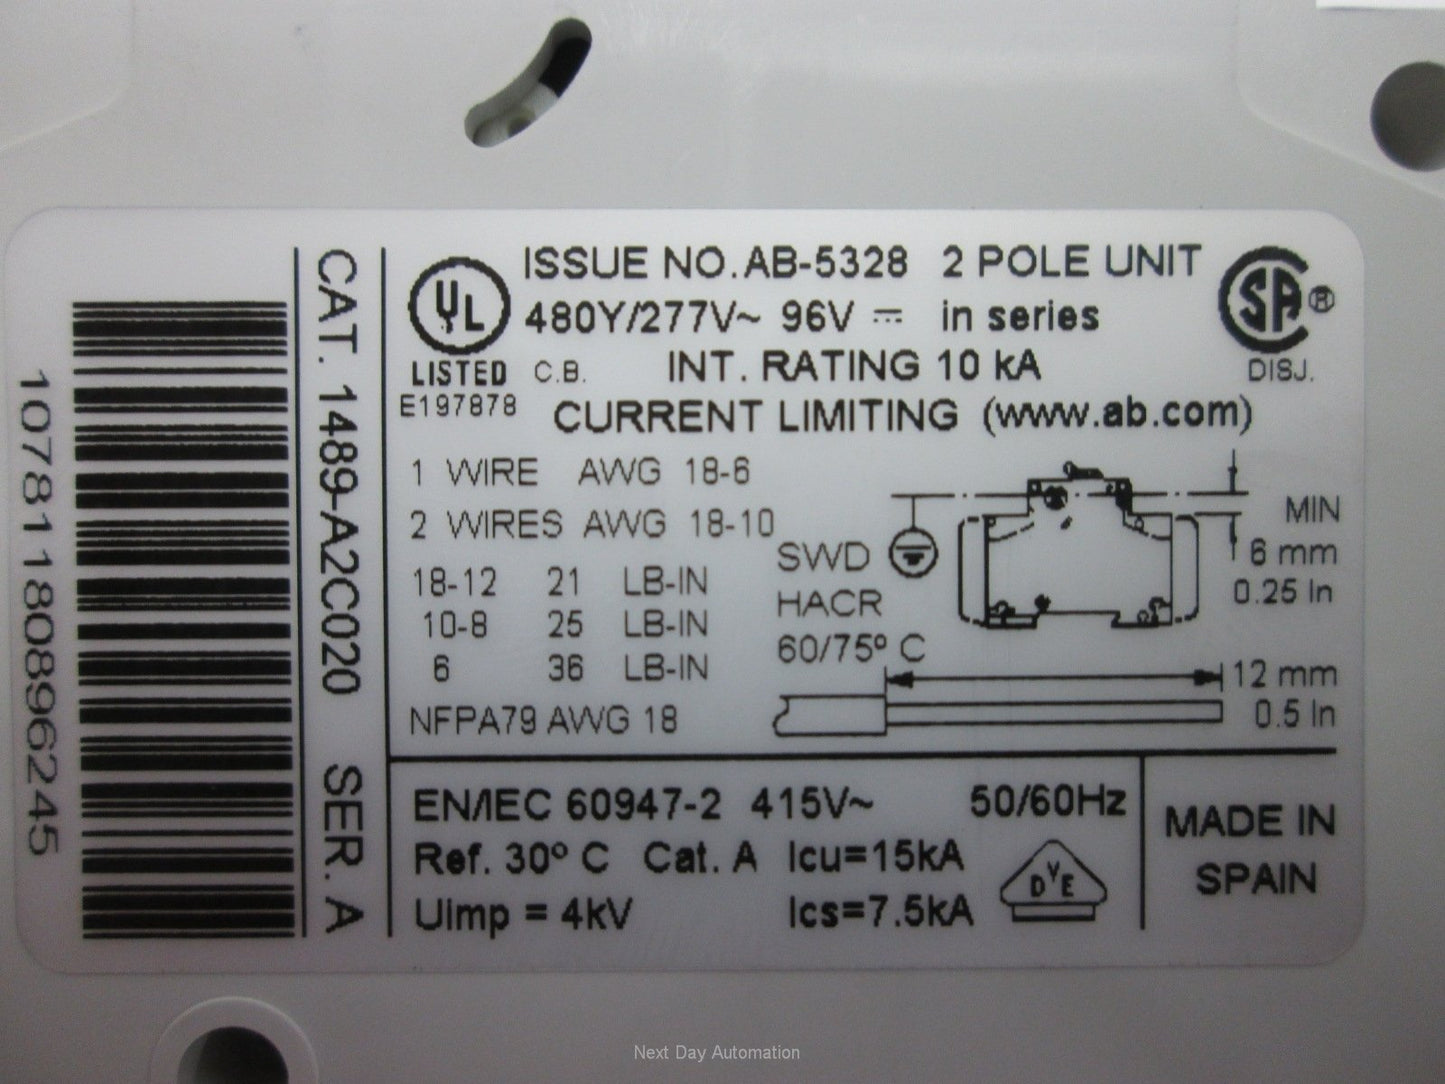 10781180896245
CAT. 1489-A2C020 SER. A
UL
LISTED C.B.
E197878
ISSUE NO.AB-5328 2 POLE UNIT
480Y/277V~ 96V ⎓ in series
INT. RATING 10 kA
CURRENT LIMITING (www.ab.com)
SA ®
DISJ.
1 WIRE AWG 18-6
2 WIRES AWG 18-10
18-12 21 LB-IN
10-8 25 LB-IN
6 36 LB-IN
NFPA79 AWG 18
SWD
HACR
60/75º C
MIN
6 mm
0.25 In
12 mm
0.5 In
EN/IEC 60947-2 415V~ 50/60Hz
Ref. 30º C Cat. A Icu=15kA
Uimp = 4kV Ics=7.5kA
DVE
MADE IN
SPAIN
Next Day Automation